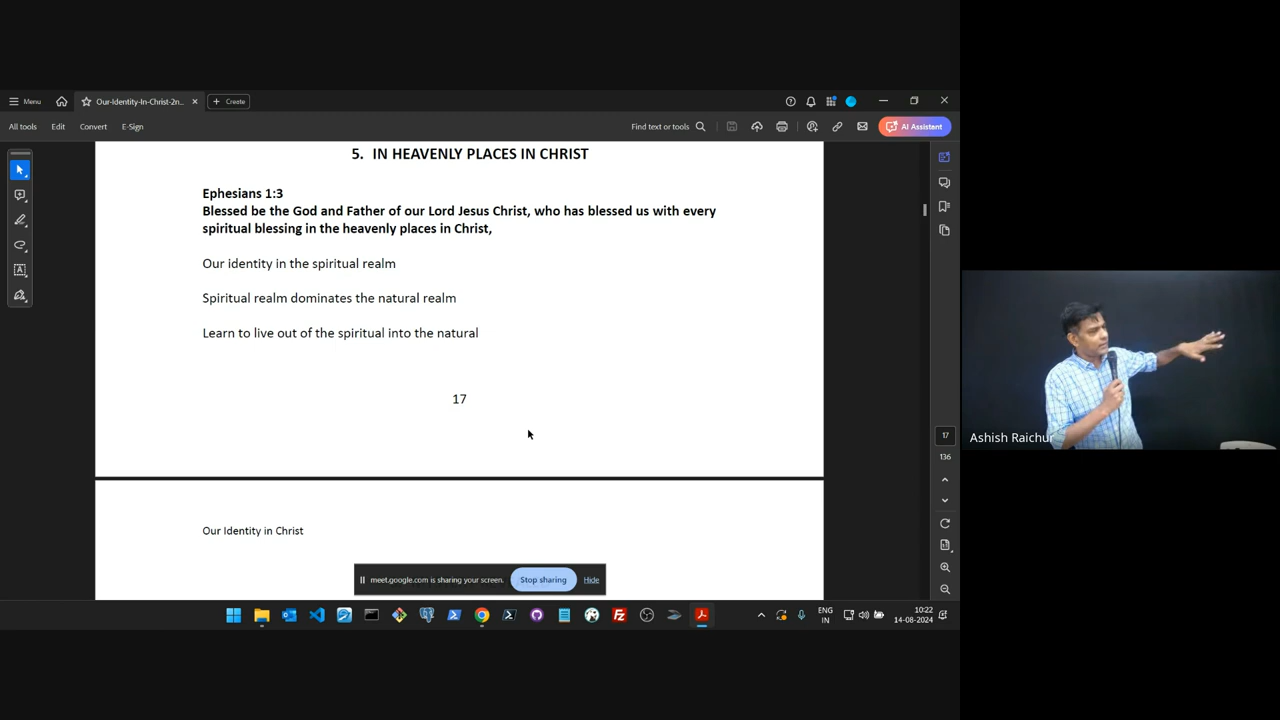 Menu
Our-Identity-In-Christ-2n...
Create
All tools
Edit
Convert
E-Sign
Find text or tools
AI Assistant
5. IN HEAVENLY PLACES IN CHRIST
Ephesians 1:3
Blessed be the God and Father of our Lord Jesus Christ, who has blessed us with every
spiritual blessing in the heavenly places in Christ,
Our identity in the spiritual realm
Spiritual realm dominates the natural realm
Learn to live out of the spiritual into the natural
17
17
136
Ashish Raichur
Our Identity in Christ
meet.google.com is sharing your screen.
Stop sharing
Hide
ENG
IN
10:22
14-08-2024